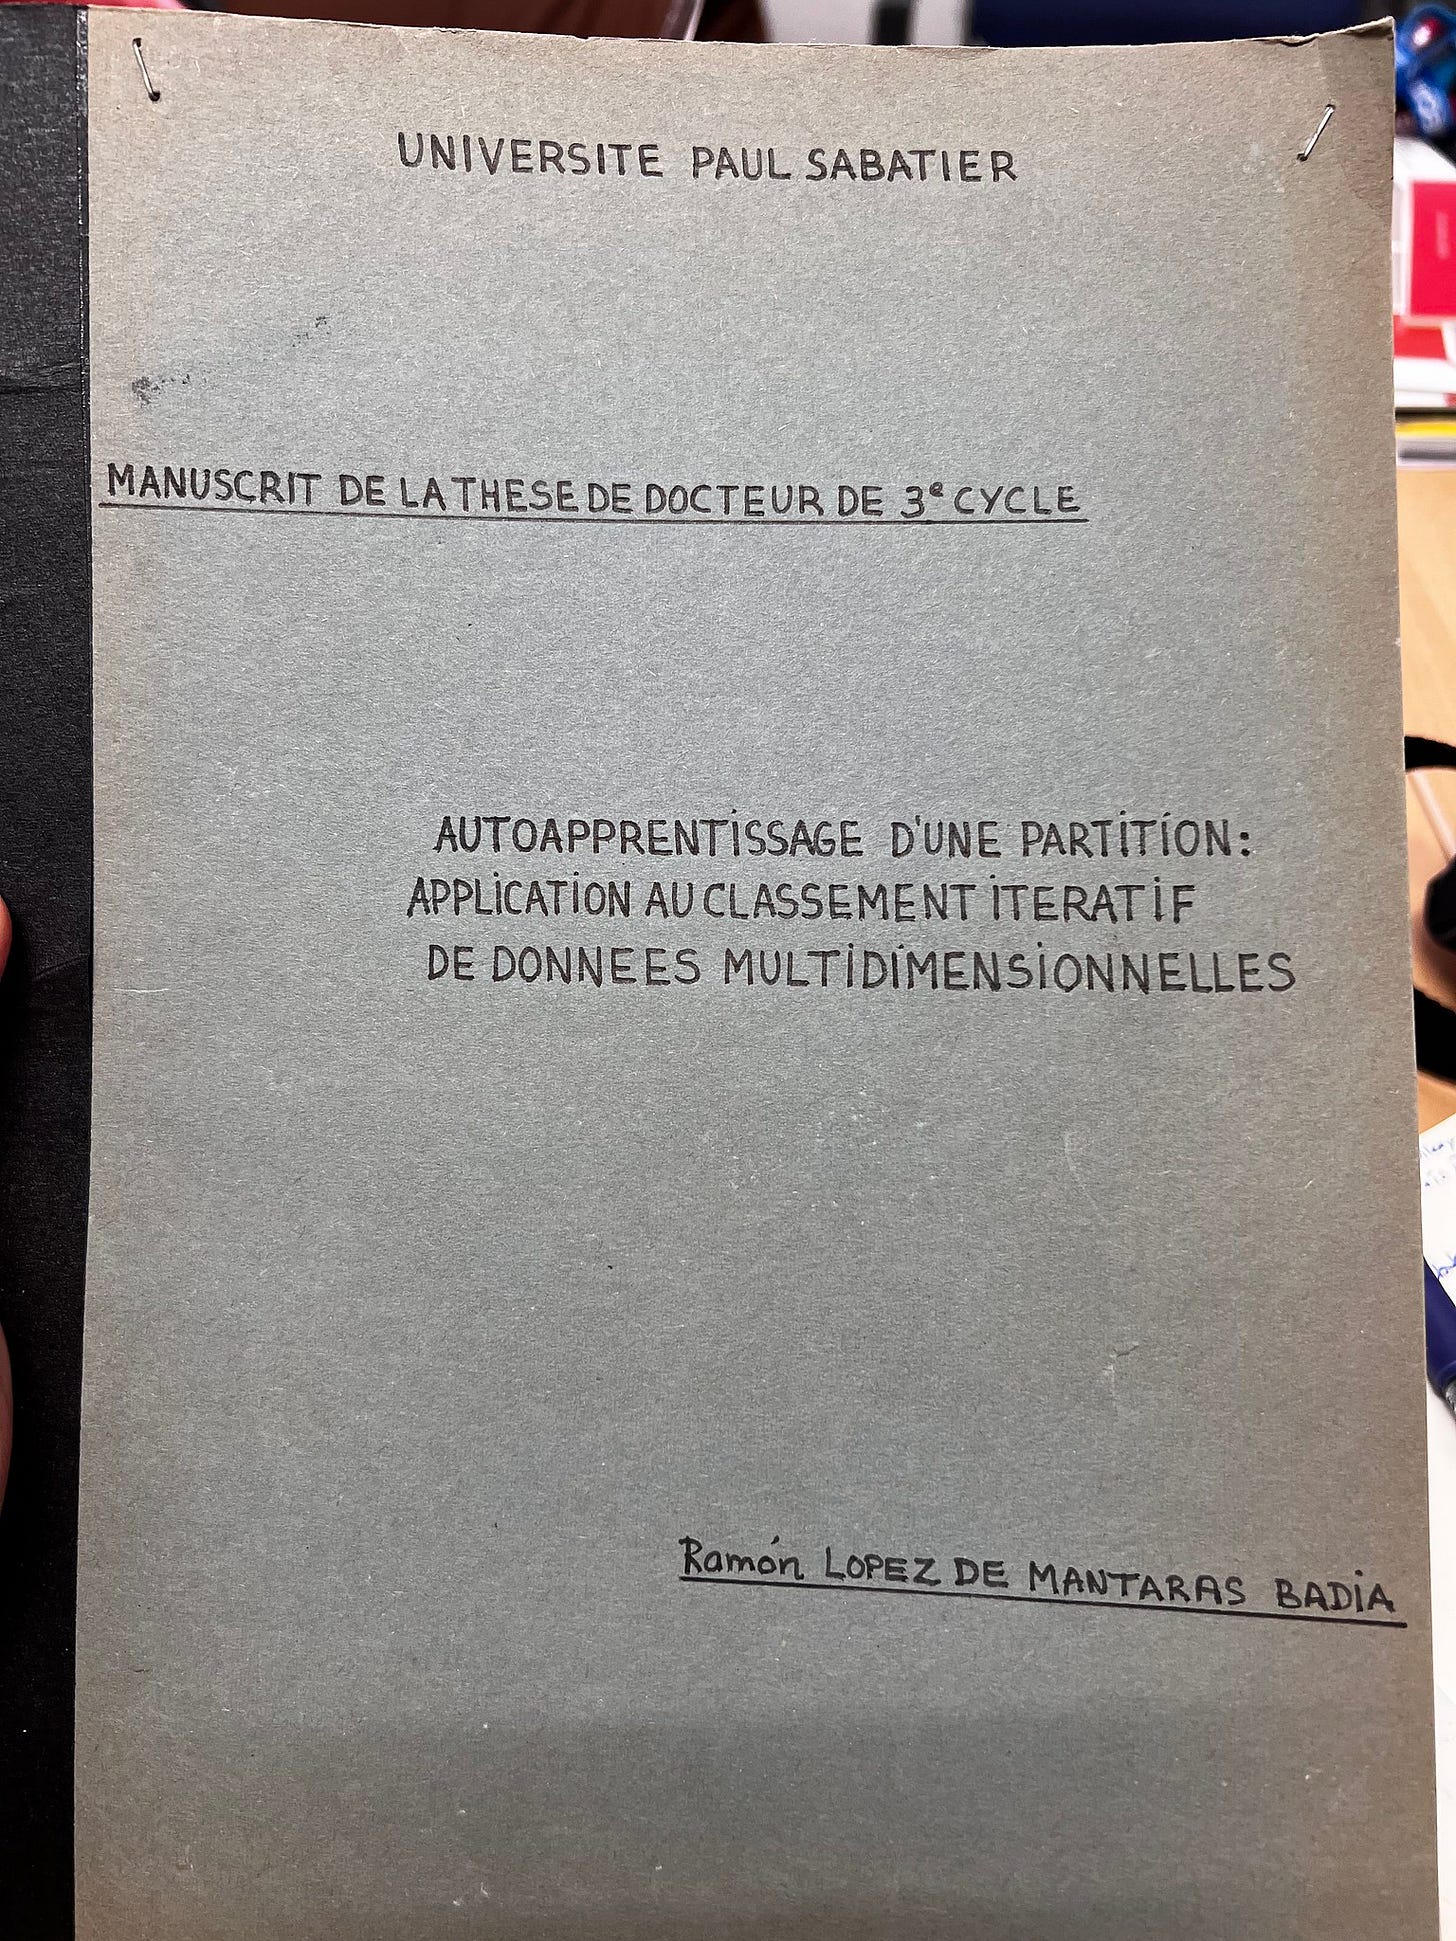 UNIVERSITE PAUL SABATIER
MANUSCRIT DE LA THESE DE DOCTEUR DE 3e CYCLE
AUTOAPPRENTISSAGE D'UNE PARTITION:
APPLICATION AU CLASSEMENT ITERATIF
DE DONNEES MULTIDIMENSIONNELLES
Ramón LOPEZ DE MANTARAS BADIA